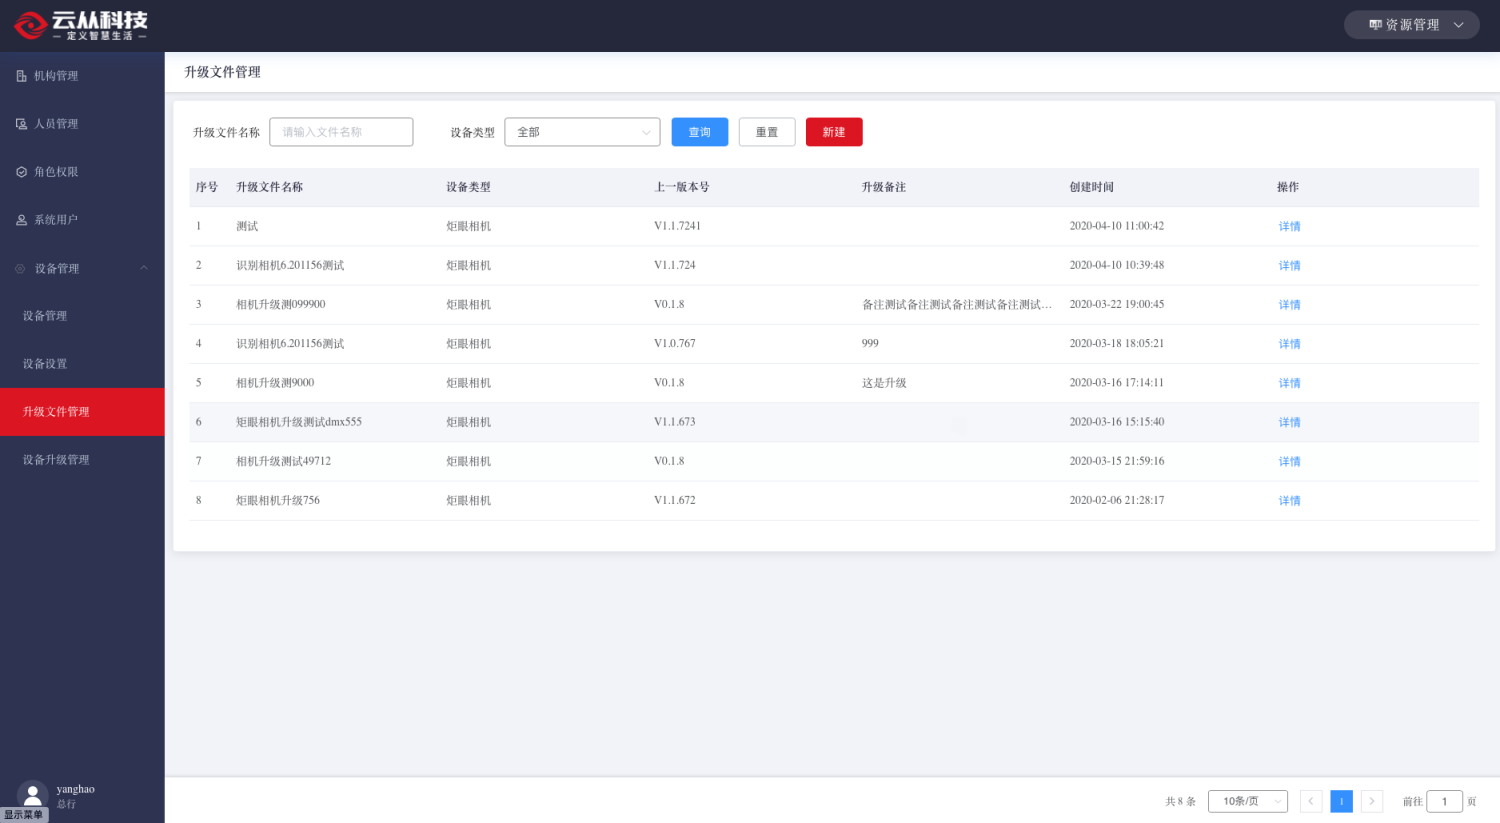 云从科技
定义智慧生活
资源管理
机构管理
人员管理
角色权限
系统用户
设备管理
设备管理
设备设置
升级文件管理
设备升级管理
yanghao
总行
显示菜单
升级文件管理
升级文件名称 请输入文件名称 设备类型 全部 查询 重置 新建
序号 升级文件名称 设备类型 上一版本号 升级备注 创建时间 操作
1 测试 炬眼相机 V1.1.7241 2020-04-10 11:00:42 详情
2 识别相机6.201156测试 炬眼相机 V1.1.724 2020-04-10 10:39:48 详情
3 相机升级测099900 炬眼相机 V0.1.8 备注测试备注测试备注测试备注测试… 2020-03-22 19:00:45 详情
4 识别相机6.201156测试 炬眼相机 V1.0.767 999 2020-03-18 18:05:21 详情
5 相机升级测9000 炬眼相机 V0.1.8 这是升级 2020-03-16 17:14:11 详情
6 矩眼相机升级测试dmx555 炬眼相机 V1.1.673 2020-03-16 15:15:40 详情
7 相机升级测试49712 炬眼相机 V0.1.8 2020-03-15 21:59:16 详情
8 炬眼相机升级756 炬眼相机 V1.1.672 2020-02-06 21:28:17 详情
共 8 条 10条/页 1 前往 1 页